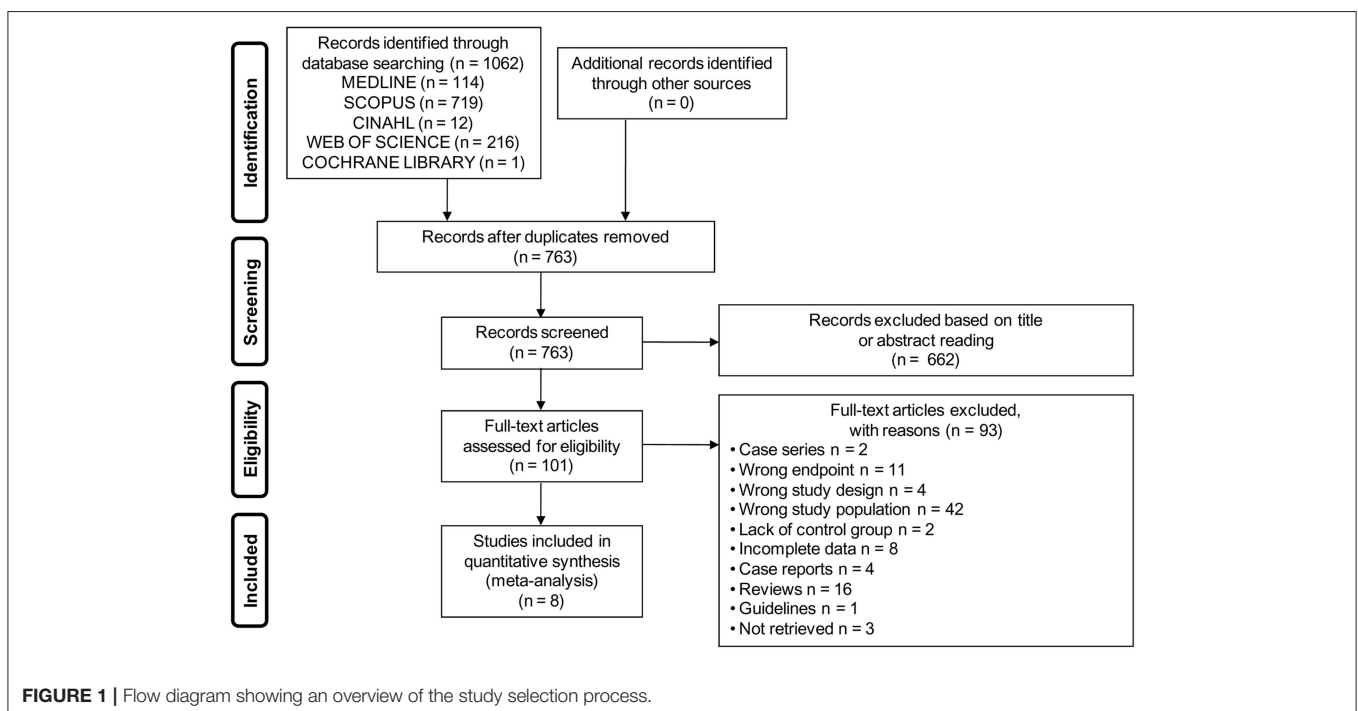 Identification
Records identified through
database searching (n = 1062)
MEDLINE (n = 114)
SCOPUS (n = 719)
CINAHL (n = 12)
WEB OF SCIENCE (n = 216)
COCHRANE LIBRARY (n = 1)
Additional records identified
through other sources
(n = 0)
Records after duplicates removed
(n = 763)
Screening
Records screened
(n = 763)
Records excluded based on title
or abstract reading
(n = 662)
Eligibility
Full-text articles
assessed for eligibility
(n = 101)
Full-text articles excluded,
with reasons (n = 93)
• Case series n = 2
• Wrong endpoint n = 11
• Wrong study design n = 4
• Wrong study population n = 42
• Lack of control group n = 2
• Incomplete data n = 8
• Case reports n = 4
• Reviews n = 16
• Guidelines n = 1
• Not retrieved n = 3
Included
Studies included in
quantitative synthesis
(meta-analysis)
(n = 8)
FIGURE 1 | Flow diagram showing an overview of the study selection process.